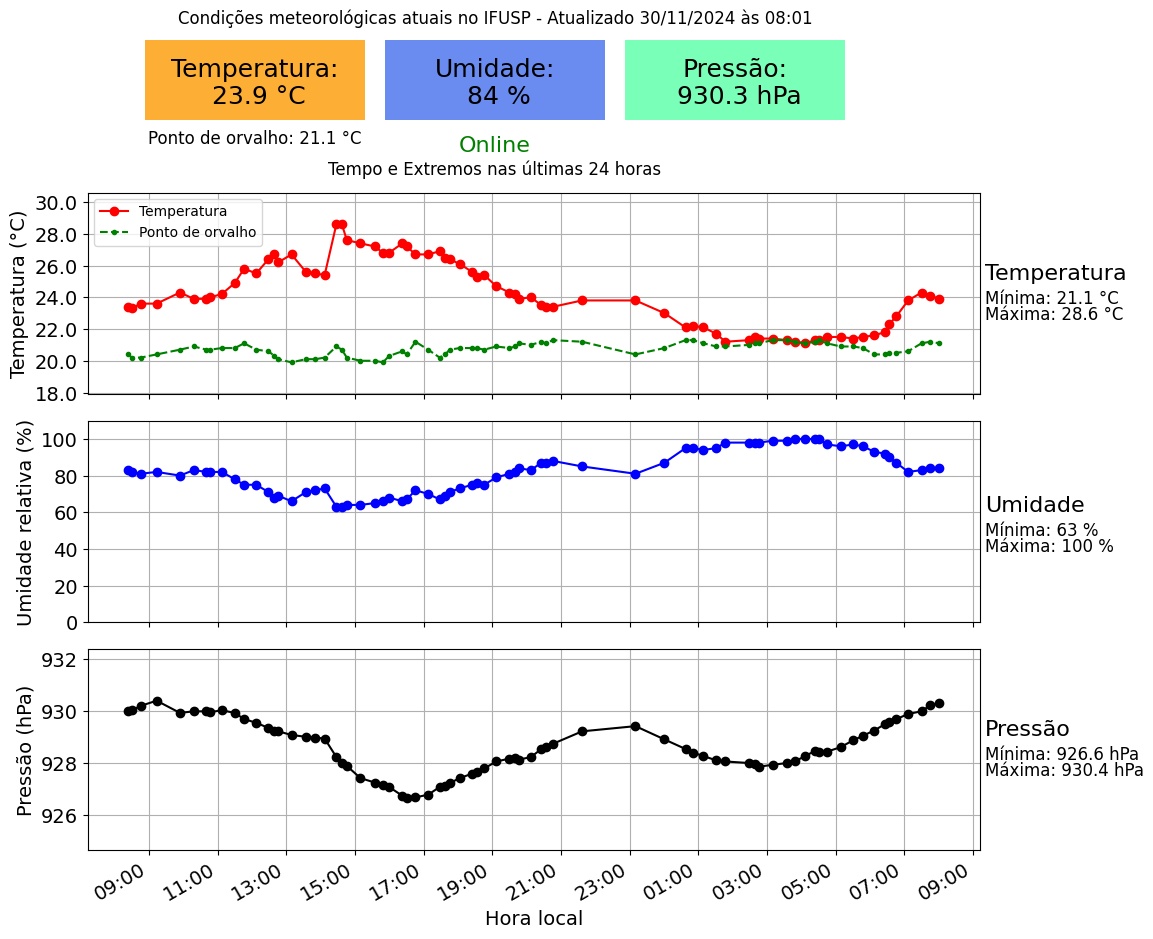 Condições meteorológicas atuais no IFUSP - Atualizado 30/11/2024 às 08:01
Temperatura:
23.9 °C
Umidade:
84 %
Pressão:
930.3 hPa
Ponto de orvalho: 21.1 °C
Online
Tempo e Extremos nas últimas 24 horas
Temperatura (°C)
30.0
28.0
26.0
24.0
22.0
20.0
18.0
Temperatura
Ponto de orvalho
Temperatura
Mínima: 21.1 °C
Máxima: 28.6 °C
Umidade relativa (%)
100
80
60
40
20
0
Umidade
Mínima: 63 %
Máxima: 100 %
Pressão (hPa)
932
930
928
926
Pressão
Mínima: 926.6 hPa
Máxima: 930.4 hPa
09:00 11:00 13:00 15:00 17:00 19:00 21:00 23:00 01:00 03:00 05:00 07:00 09:00
Hora local